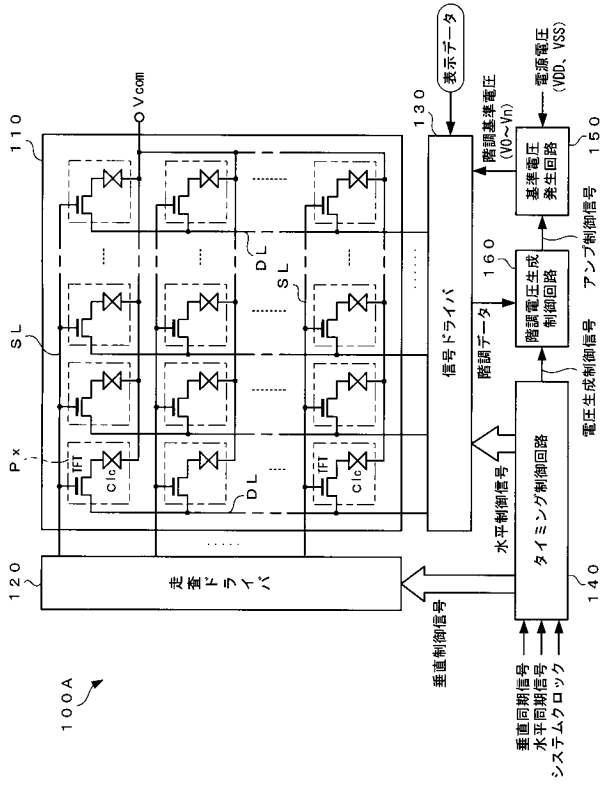 100A
120
走査ドライバ
Px
SL
110
TFT
Clc
DL
DL
SL
TFT
Clc
Vcom
130
信号ドライバ
表示データ
垂直制御信号
水平制御信号
階調データ
階調基準電圧
(V0～Vn)
垂直同期信号
水平同期信号
システムクロック
タイミング制御回路
140
電圧生成制御信号
160
階調電圧生成
制御回路
アンプ制御信号
基準電圧
発生回路
150
電源電圧
(VDD、VSS)